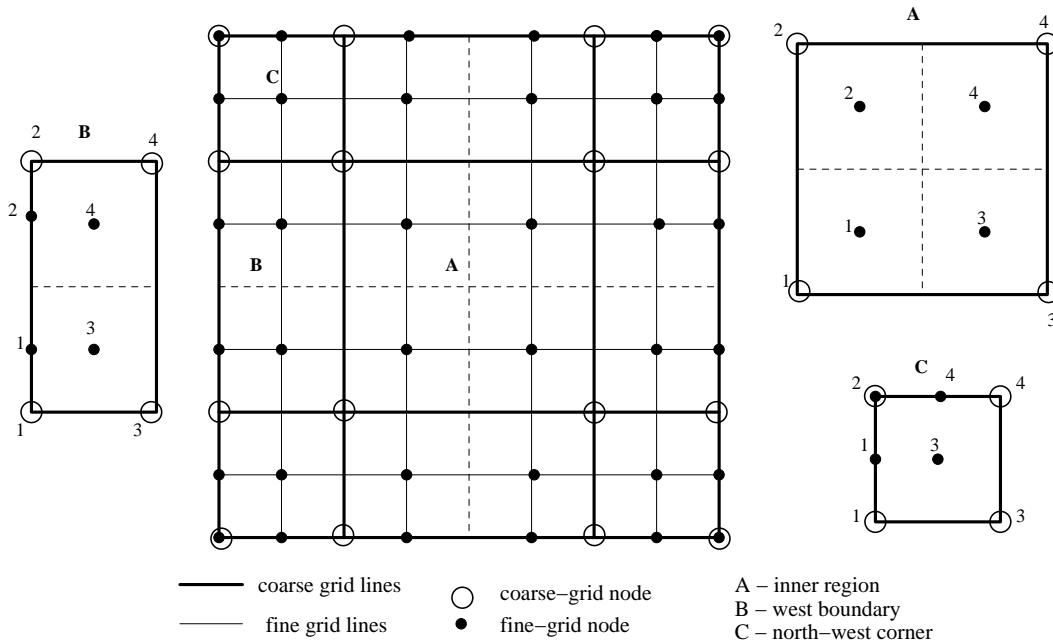 A
2
4
2
4
1
3
1
3
C
B
A
B
2
4
2
4
1
3
1
3
C
2
4
4
1
3
1
3
coarse grid lines
fine grid lines
coarse−grid node
fine−grid node
A − inner region
B − west boundary
C − north−west corner